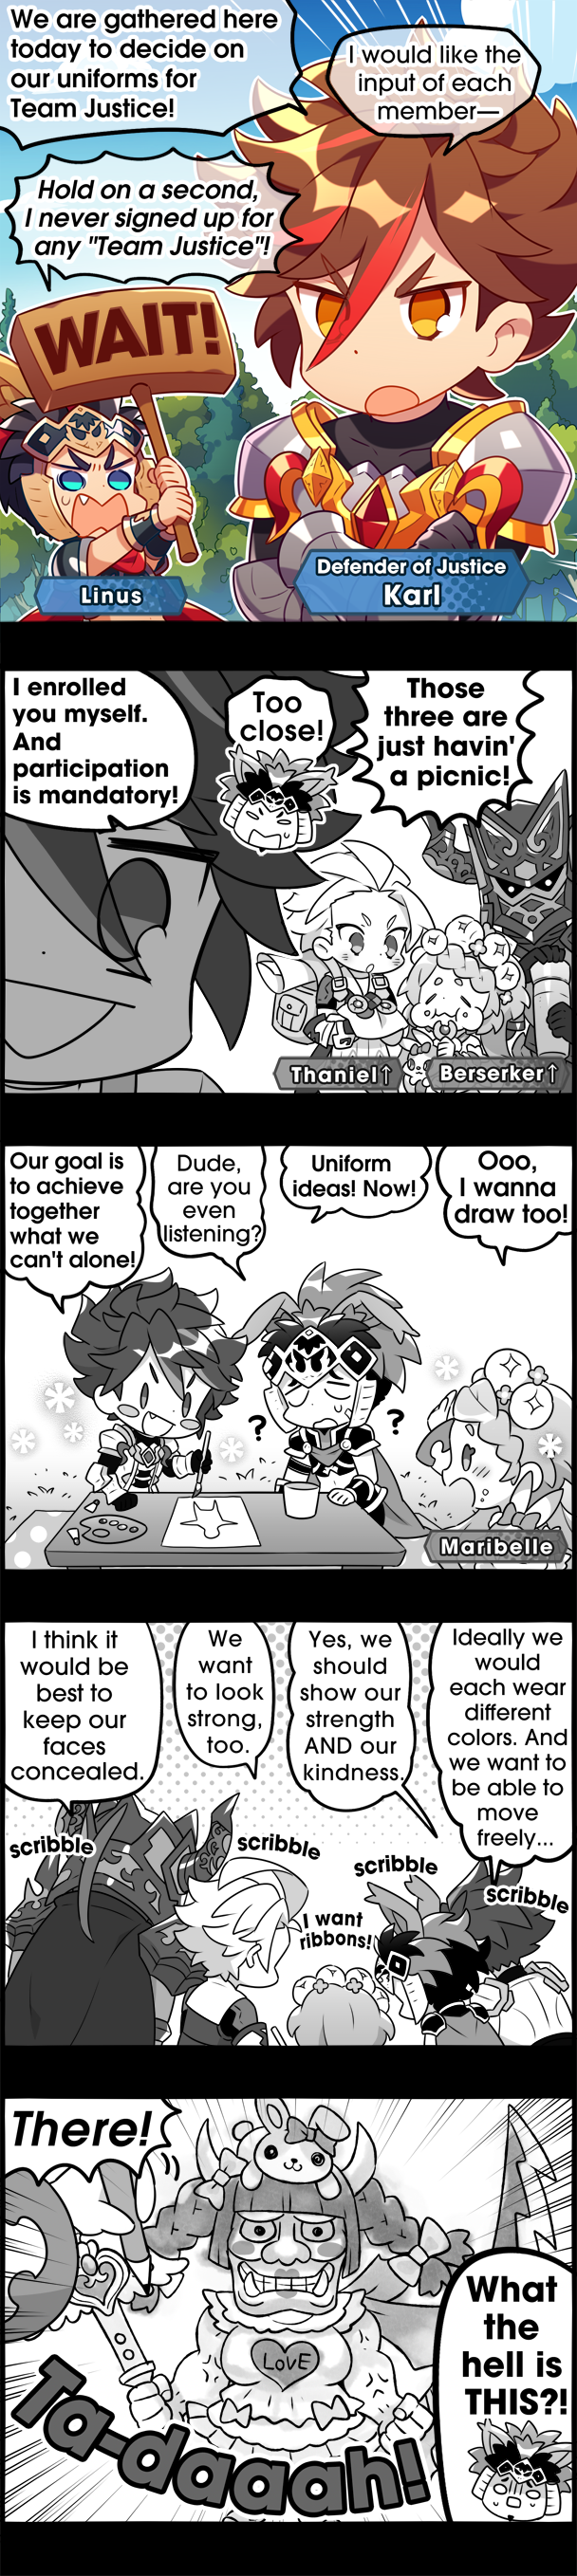 We are gathered here
today to decide on
our uniforms for
Team Justice!
I would like the
input of each
member—
Hold on a second,
I never signed up for
any "Team Justice"!
WAIT!
Linus
Defender of Justice
Karl
I enrolled
you myself.
And
participation
is mandatory!
Too
close!
Those
three are
just havin'
a picnic!
Thaniel↑
Berserker↑
Our goal is
to achieve
together
what we
can't alone!
Dude,
are you
even
listening?
Uniform
ideas! Now!
Ooo,
I wanna
draw too!
?
?
Maribelle
I think it
would be
best to
keep our
faces
concealed.
We
want
to look
strong,
too.
Yes, we
should
show our
strength
AND our
kindness.
Ideally we
would
each wear
different
colors. And
we want to
be able to
move
freely...
scribble
scribble
scribble
scribble
I want
ribbons!
There!
LOVE
Ta-daaah!
What
the
hell is
THIS?!